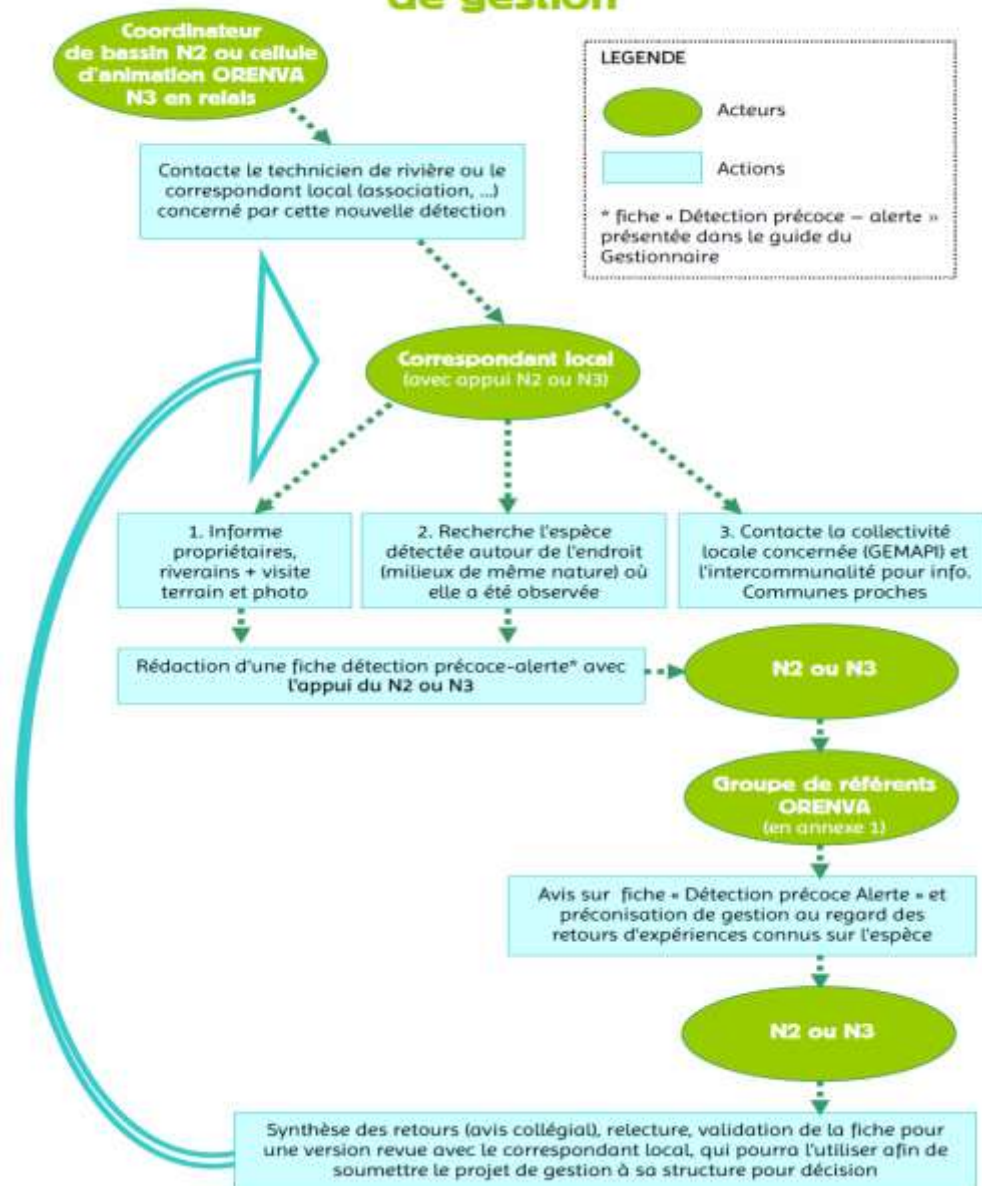 de gestion
Coordinateur
de bassin N2 ou cellule
d'animation ORENVA
N3 en relais
LEGENDE
Acteurs
Actions
* fiche « Détection précoce – alerte »
présentée dans le guide du
Gestionnaire
Contacte le technicien de rivière ou le
correspondant local (association, ...)
concerné par cette nouvelle détection
Correspondant local
(avec appui N2 ou N3)
1. Informe
propriétaires,
riverains + visite
terrain et photo
2. Recherche l'espèce
détectée autour de l'endroit
(milieux de même nature) où
elle a été observée
3. Contacte la collectivité
locale concernée (GEMAPI) et
l'intercommunalité pour info.
Communes proches
Rédaction d'une fiche détection précoce-alerte* avec
l'appui du N2 ou N3
N2 ou N3
Groupe de référents
ORENVA
(en annexe 1)
Avis sur fiche « Détection précoce Alerte » et
préconisation de gestion au regard des
retours d'expériences connus sur l'espèce
N2 ou N3
Synthèse des retours (avis collégial), relecture, validation de la fiche pour
une version revue avec le correspondant local, qui pourra l'utiliser afin de
soumettre le projet de gestion à sa structure pour décision